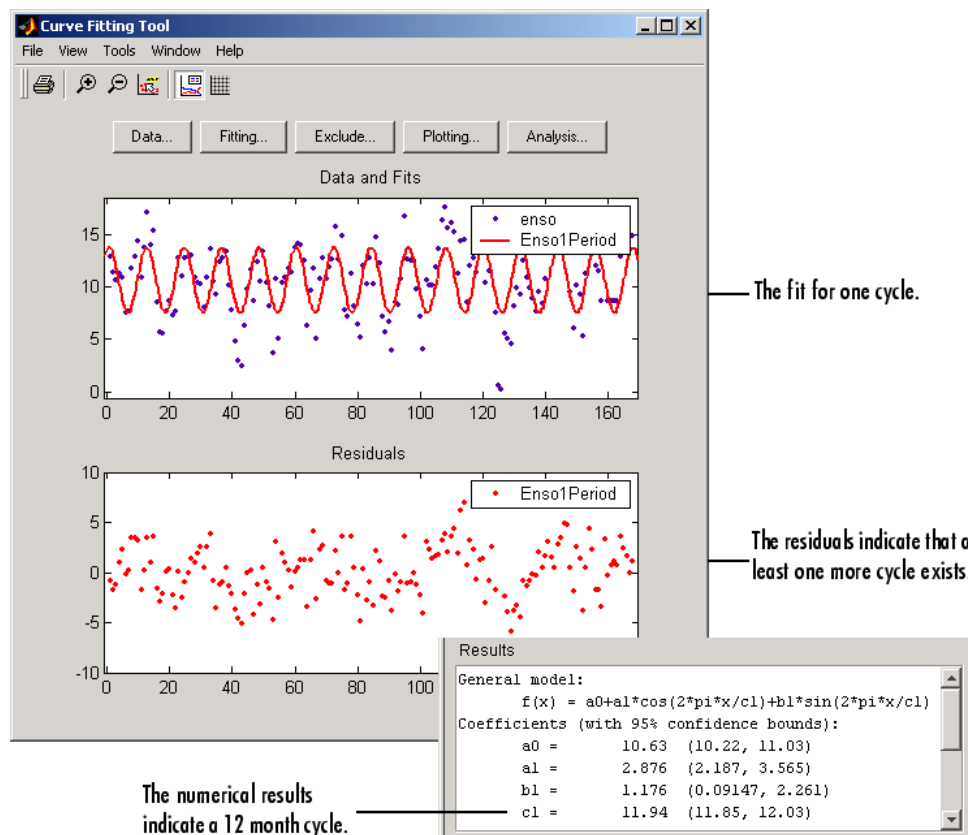 Curve Fitting Tool
File View Tools Window Help
Data... Fitting... Exclude... Plotting... Analysis...
Data and Fits
enso
Enso1Period
15
10
5
0
0 20 40 60 80 100 120 140 160
The fit for one cycle.
Residuals
Enso1Period
10
5
0
-5
-10
0 20 40 60 80 100
The residuals indicate that a
least one more cycle exists.
Results
General model:
f(x) = a0+a1*cos(2*pi*x/c1)+b1*sin(2*pi*x/c1)
Coefficients (with 95% confidence bounds):
a0 = 10.63 (10.22, 11.03)
a1 = 2.876 (2.187, 3.565)
b1 = 1.176 (0.09147, 2.261)
c1 = 11.94 (11.85, 12.03)
The numerical results
indicate a 12 month cycle.